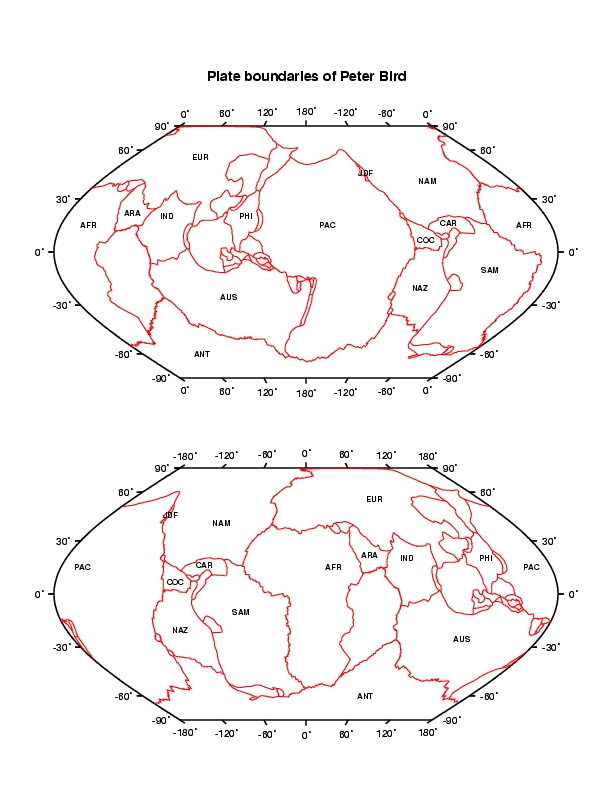 Plate boundaries of Peter Bird
0° 60° 120° 180° -120° -60° 0°
90° 90°
60° 60°
EUR
JDF
NAM
30° 30°
ARA IND PHI
CAR
AFR PAC AFR
COC
0° 0°
SAM
NAZ
AUS
-30° -30°
ANT
-60° -60°
-90° -90°
0° 60° 120° 180° -120° -60° 0°
-180° -120° -60° 0° 60° 120° 180°
90° 90°
60° 60°
EUR
JDF
NAM
30° 30°
ARA IND PHI
CAR
PAC AFR PAC
COC
0° 0°
SAM
NAZ
AUS
-30° -30°
ANT
-60° -60°
-90° -90°
-180° -120° -60° 0° 60° 120° 180°